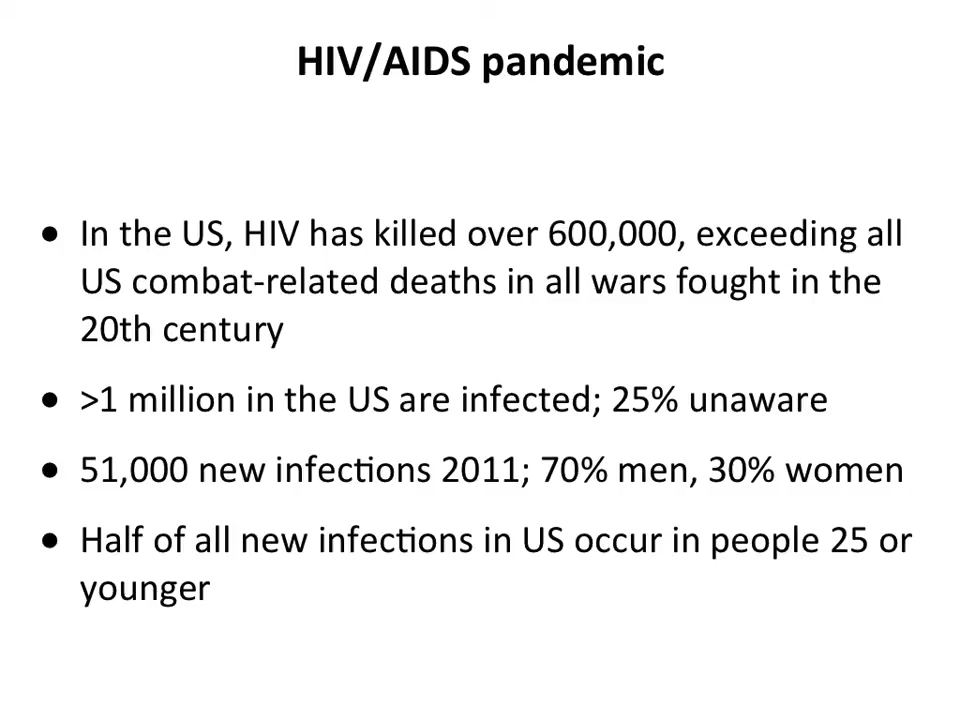 HIV/AIDS pandemic
● In the US, HIV has killed over 600,000, exceeding all
US combat-related deaths in all wars fought in the
20th century
● >1 million in the US are infected; 25% unaware
● 51,000 new infections 2011; 70% men, 30% women
● Half of all new infections in US occur in people 25 or
younger